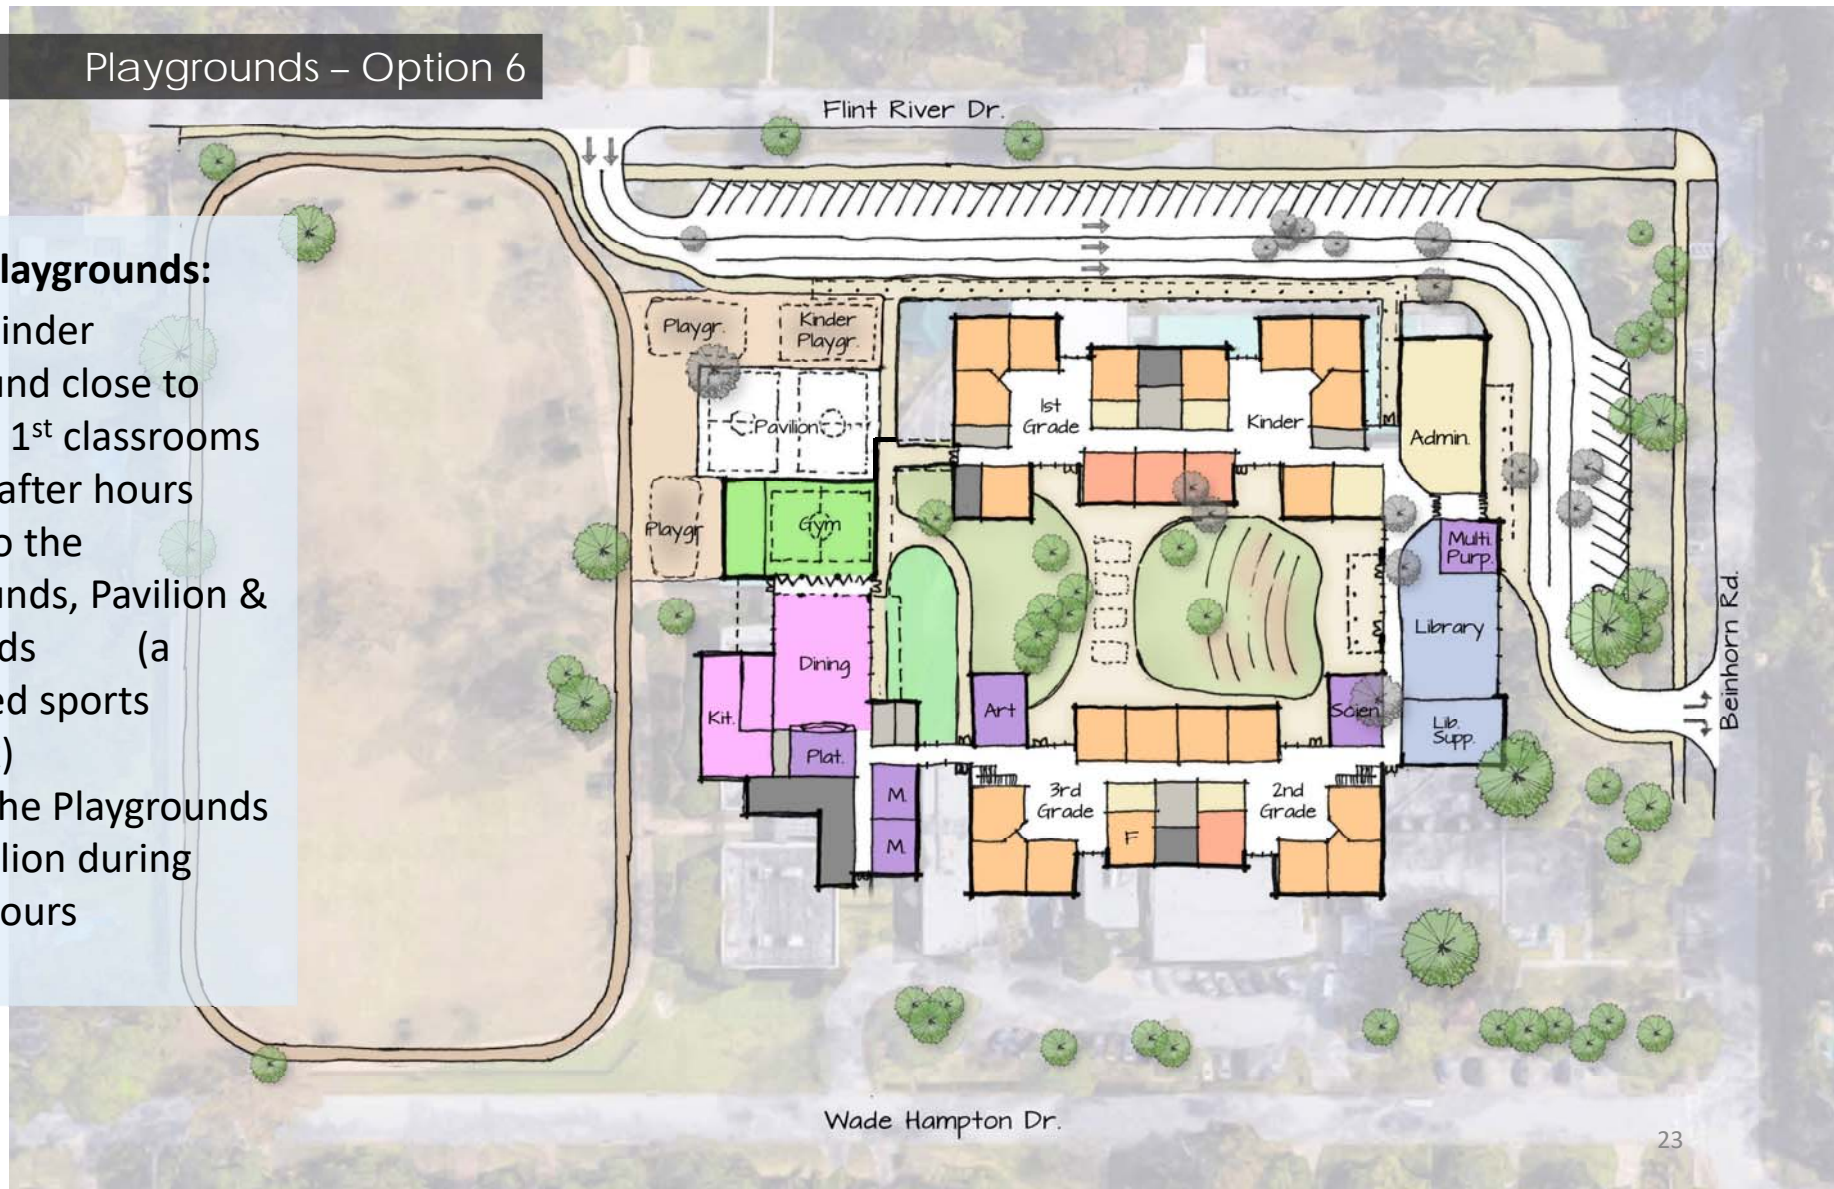 Playgrounds – Option 6
Flint River Dr.
laygrounds:
inder
und close to
1st classrooms
after hours
o the
unds, Pavilion &
ds (a
ed sports
)
he Playgrounds
lion during
ours
Playgr.
Kinder
Playgr.
Pavilion
Gym
Playgr
Dining
Kit.
Plat.
M.
M.
1st
Grade
Kinder
Admin.
Multi.
Purp.
Library
Lib.
Supp.
Art
Scien.
3rd
Grade
2nd
Grade
F
Beinhorn Rd.
Wade Hampton Dr.
23